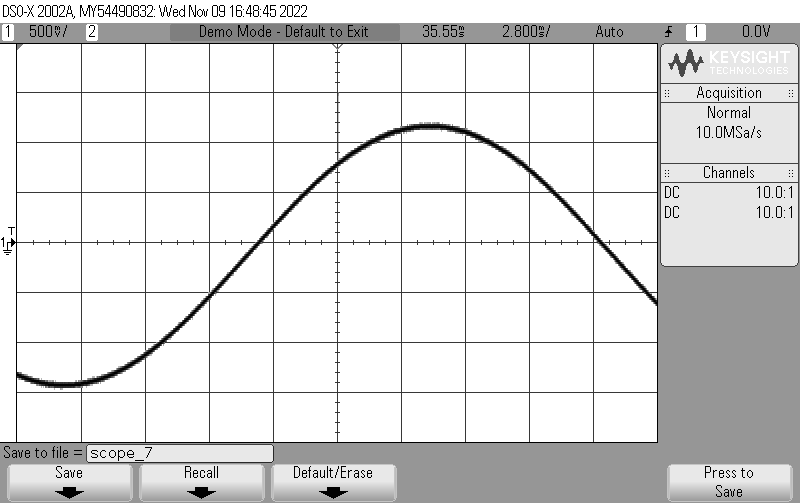 DSO-X 2002A, MY54490832: Wed Nov 09 16:48:45 2022
1 500V/ 2 Demo Mode - Default to Exit 35.55s 2.800s/ Auto 1 0.0V
KEYSIGHT
TECHNOLOGIES
Acquisition
Normal
10.0MSa/s
Channels
DC 10.0:1
DC 10.0:1
T
1
Save to file = scope_7
Save Recall Default/Erase Press to
Save